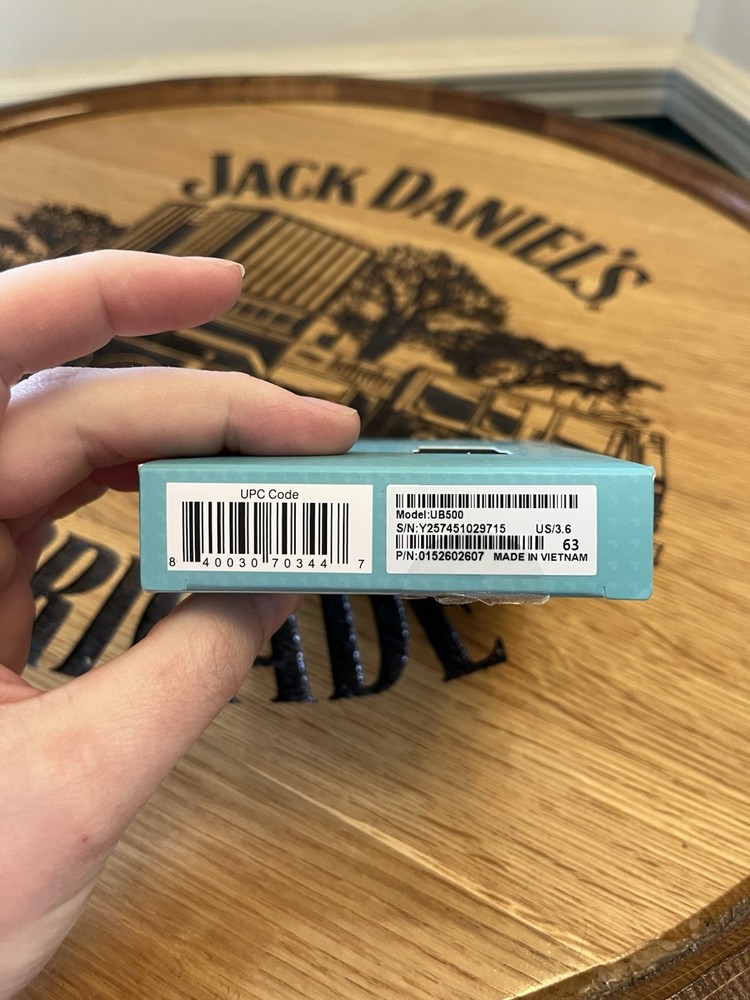 JACK DANIEL'S
UPC Code
8 40030 70344 7
Model:UB500
S/N:Y257451029715 US/3.6
63
P/N:0152602607 MADE IN VIETNAM